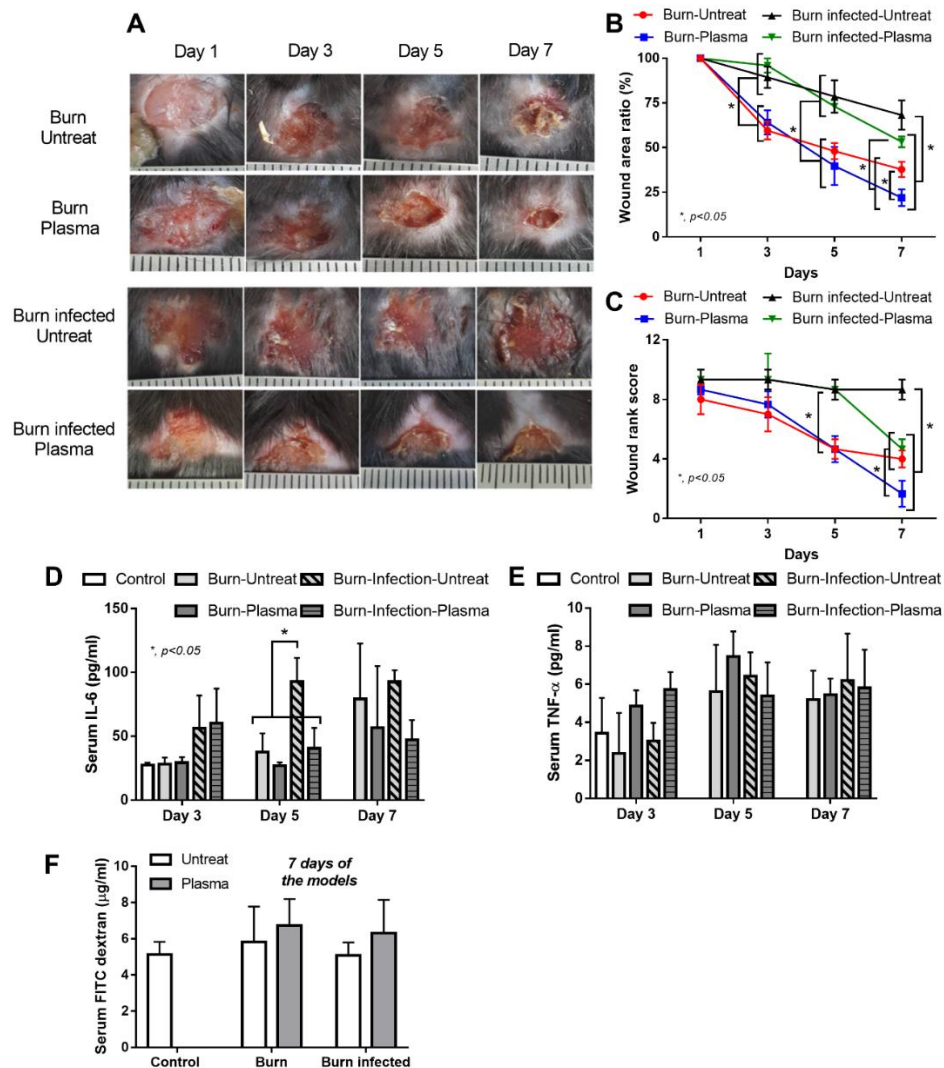 A
Day 1 Day 3 Day 5 Day 7
Burn
Untreat
Burn
Plasma
Burn infected
Untreat
Burn infected
Plasma
B
Burn-Untreat Burn infected-Untreat
Burn-Plasma Burn infected-Plasma
Wound area ratio (%)
100
75
50
25
0
* * * * *
*, p<0.05
1 3 5 7
Days
C
Burn-Untreat Burn infected-Untreat
Burn-Plasma Burn infected-Plasma
Wound rank score
12
8
4
0
* * *
*, p<0.05
1 3 5 7
Days
D
Control Burn-Untreat Burn-Infection-Untreat
Burn-Plasma Burn-Infection-Plasma
Serum IL-6 (pg/ml)
150
100
50
0
*, p<0.05
*
Day 3 Day 5 Day 7
E
Control Burn-Untreat Burn-Infection-Untreat
Burn-Plasma Burn-Infection-Plasma
Serum TNF-α (pg/ml)
10
8
6
4
2
0
Day 3 Day 5 Day 7
F
Untreat
Plasma
7 days of
the models
Serum FITC dextran (μg/ml)
10
8
6
4
2
0
Control Burn Burn infected